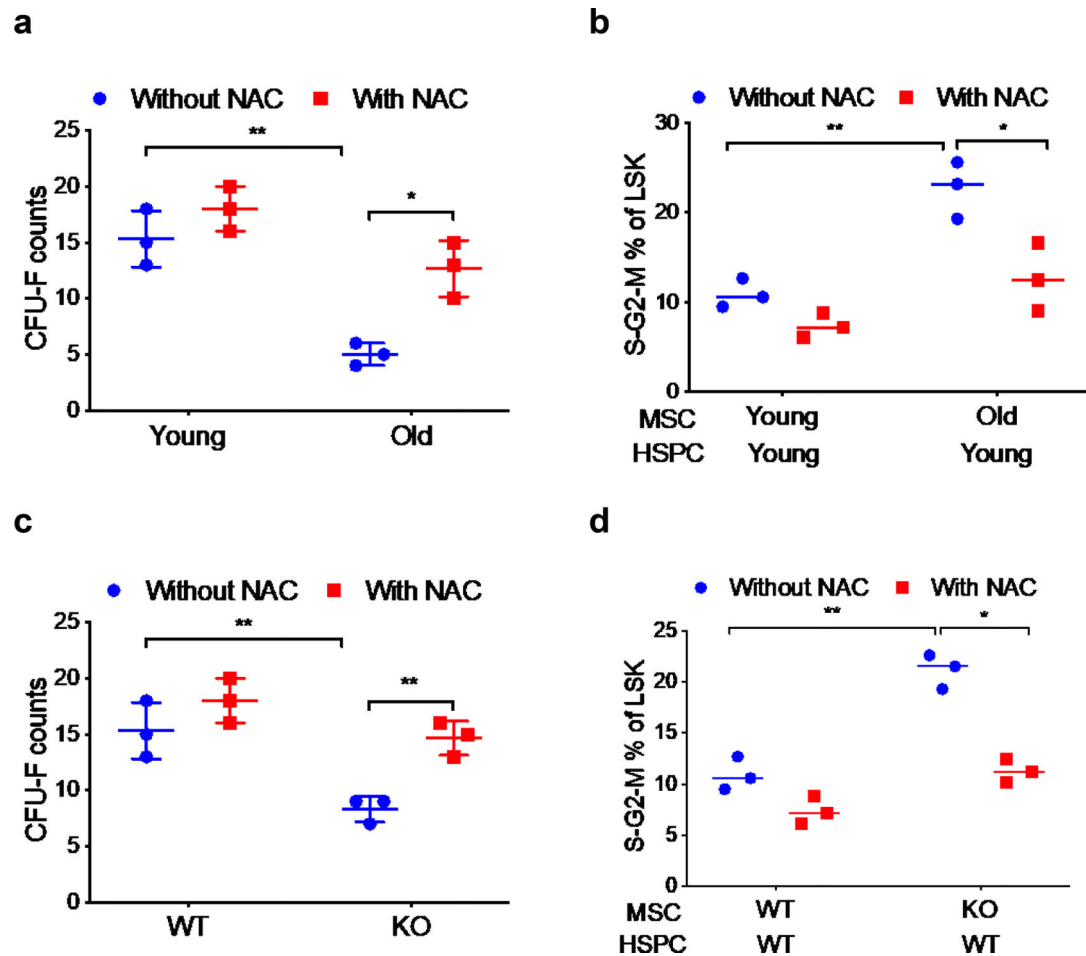 a
Without NAC With NAC
**
*
CFU-F counts
25
20
15
10
5
0
Young Old
b
Without NAC With NAC
**
*
S-G2-M % of LSK
30
20
10
0
MSC Young Old
HSPC Young Young
c
Without NAC With NAC
**
**
CFU-F counts
25
20
15
10
5
0
WT KO
d
Without NAC With NAC
**
*
S-G2-M % of LSK
25
20
15
10
5
0
MSC WT KO
HSPC WT WT